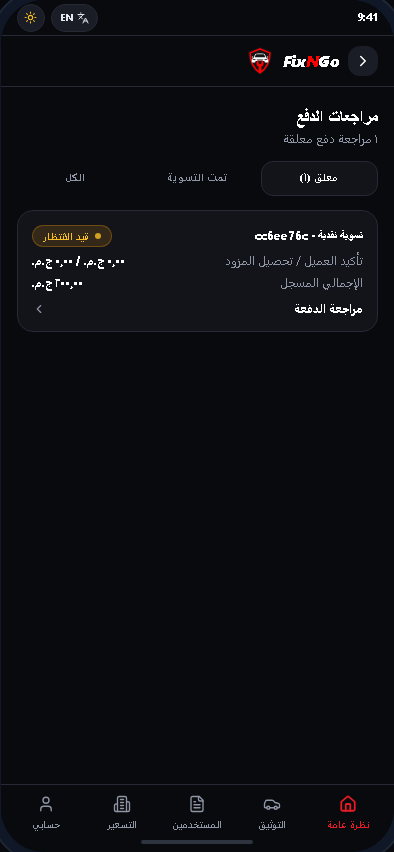 9:41
EN
FixNGo
مراجعات الدفع
١ مراجعة دفع معلقة
معلق (١)
تمت التسوية
الكل
تسوية نقدية - cc6ee76c
قيد الانتظار
تأكيد العميل / تحصيل المزود
٠٫٠٠ ج.م. / ٠٫٠٠ ج.م.
الإجمالي المسجل
٢٠٠٫٠٠ ج.م.
مراجعة الدفعة
نظرة عامة
التوثيق
المستخدمين
التسعير
حسابي